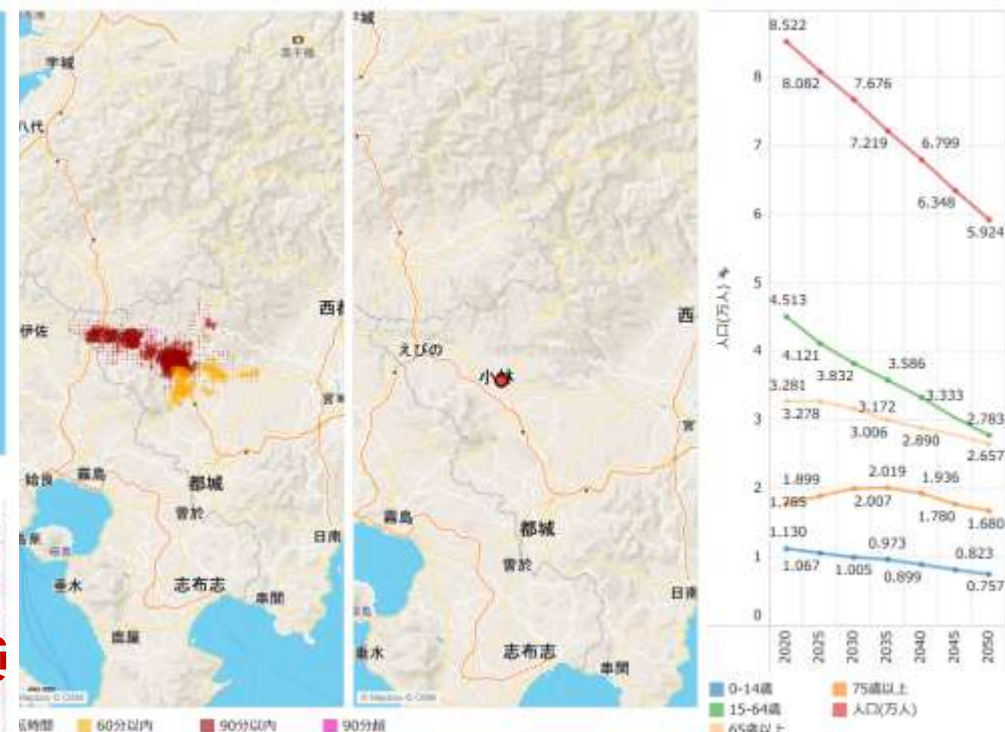 宇城
八代
伊佐
西都
宮崎
姶良
霧島
都城
曽於
日南
垂水
志布志
串間
鹿屋
© Mapbox © OSM
60分以内
90分以内
90分超
西
えびの
小林
宮
霧島
都城
曽於
日南
垂水
志布志
串間
© Mapbox © OSM
人口(万人)
8
7
6
5
4
3
2
1
0
8.522
8.082
7.676
7.219
6.799
6.348
5.924
4.513
4.121
3.832
3.586
3.333
2.783
3.281
3.278
3.172
3.006
2.890
2.657
1.899
1.785
2.019
2.007
1.936
1.780
1.680
1.130
1.067
1.005
0.973
0.899
0.823
0.757
2020
2025
2030
2035
2040
2045
2050
0-14歳
75歳以上
15-64歳
人口(万人)
65歳以上